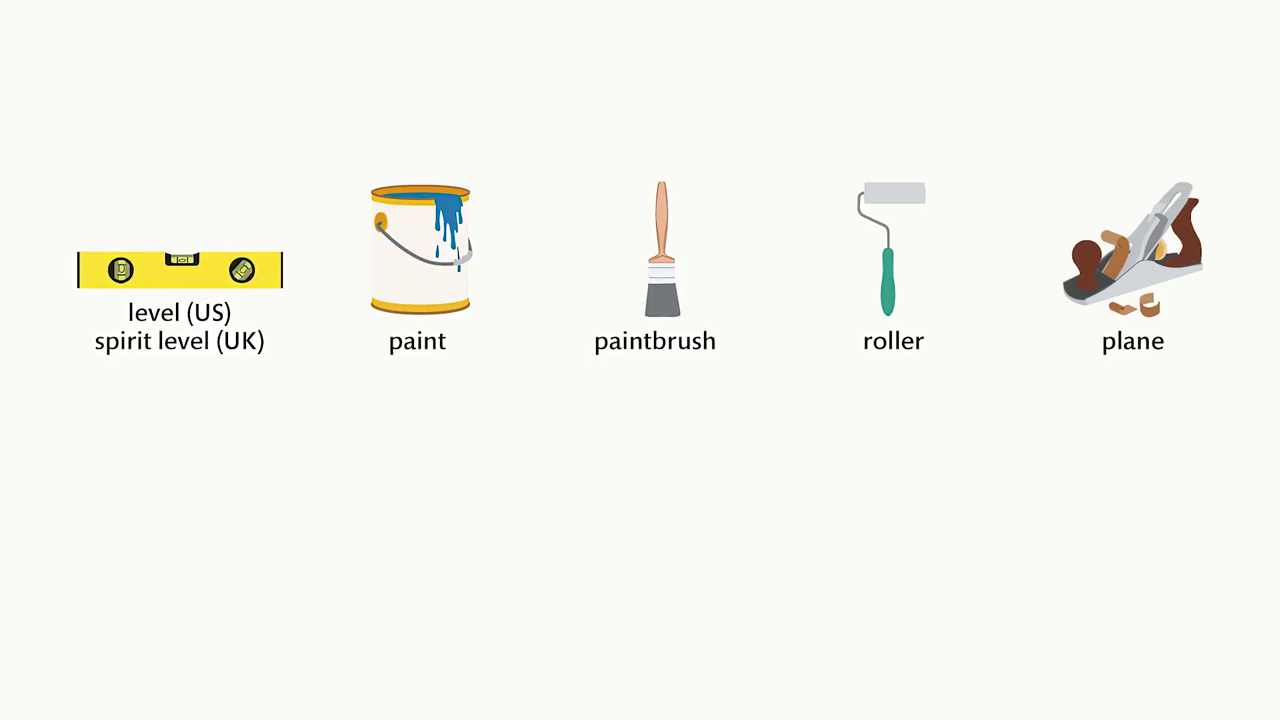 level (US)
spirit level (UK)
paint
paintbrush
roller
plane